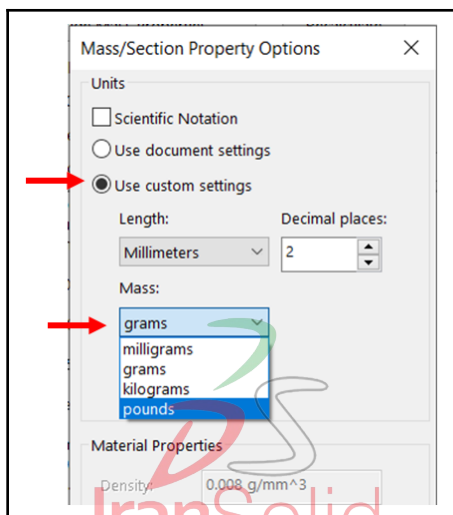 Mass/Section Property Options
Units
Scientific Notation
Use document settings
Use custom settings
Length:
Decimal places:
Millimeters
2
Mass:
grams
milligrams
grams
kilograms
pounds
Material Properties
Density:
0.008 g/mm^3
IranSolid